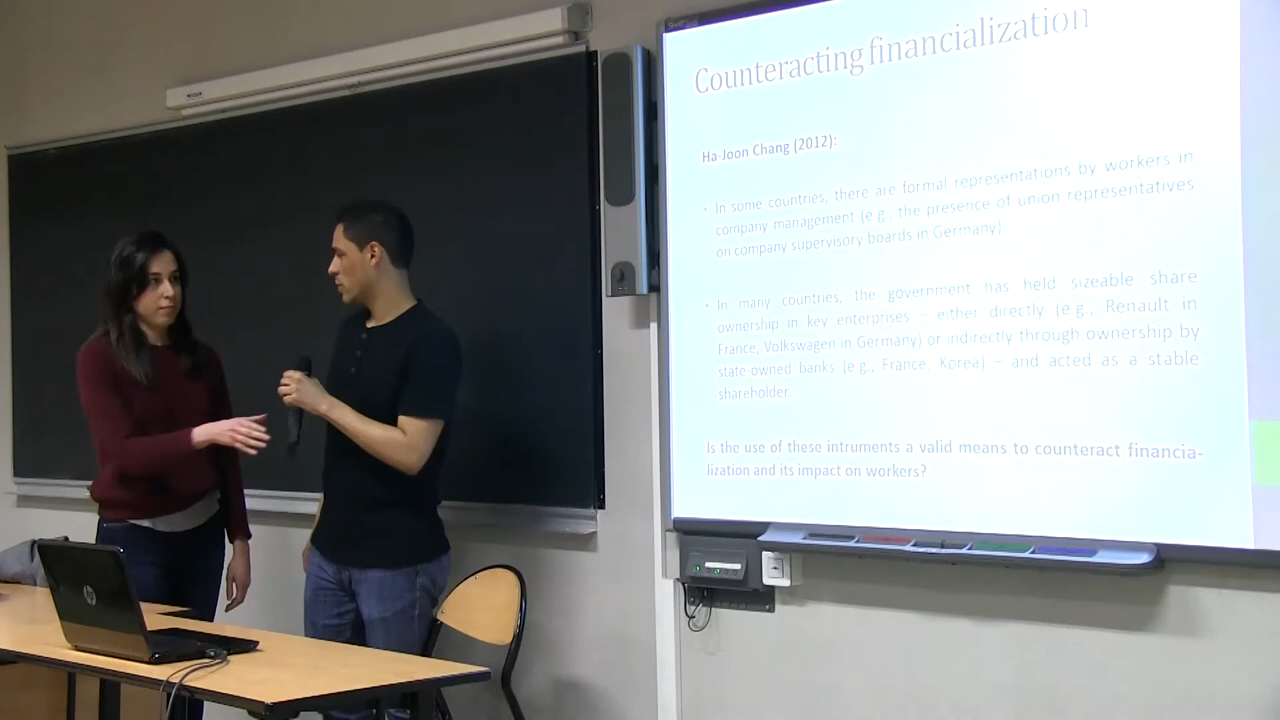 Counteracting financialization
Ha-Joon Chang (2012):
• In some countries, there are formal representations by workers in
company management (e.g., the presence of union representatives
on company supervisory boards in Germany).
• In many countries, the government has held sizeable share
ownership in key enterprises – either directly (e.g., Renault in
France, Volkswagen in Germany) or indirectly through ownership by
state-owned banks (e.g., France, Korea) – and acted as a stable
shareholder
Is the use of these intruments a valid means to counteract financia-
lization and its impact on workers?
hp